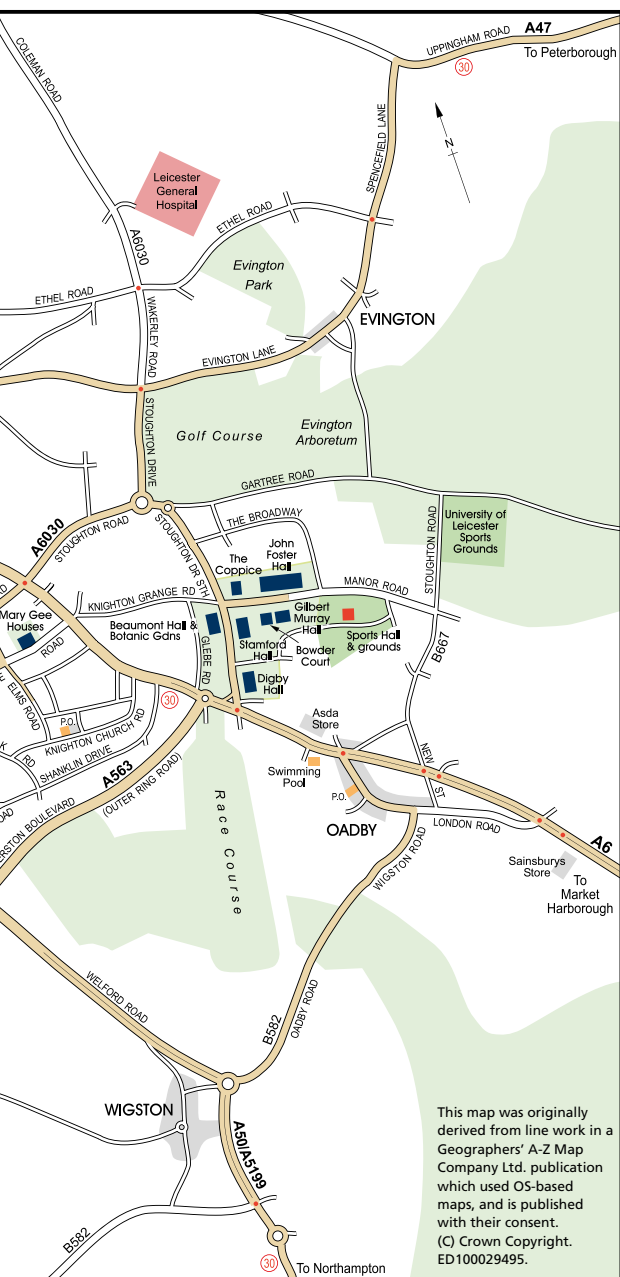 A47
UPPINGHAM ROAD
To Peterborough
30
COLEMAN ROAD
N
SPENCEFIELD LANE
Leicester
General
Hospital
ETHEL ROAD
A6030
Evington
Park
ETHEL ROAD
WAKERLEY ROAD
EVINGTON
EVINGTON LANE
STOUGHTON DRIVE
Golf Course
Evington
Arboretum
GARTREE ROAD
A6030
STOUGHTON ROAD
STOUGHTON DR STH
THE BROADWAY
STOUGHTON ROAD
University of
Leicester
Sports
Grounds
The
Coppice
John
Foster
Hall
MANOR ROAD
KNIGHTON GRANGE RD
Mary Gee
Houses
ROAD
Beaumont Hall &
Botanic Gdns
GLEBE RD
Stamford
Hall
Gilbert
Murray
Hall
Bowder
Court
Sports Hall
& grounds
B667
Digby
Hall
ELMS ROAD
P.O.
KNIGHTON CHURCH RD
SHANKLIN DRIVE
RD
30
A563
(OUTER RING ROAD)
Asda
Store
Swimming
Pool
P.O.
NEW ST
OADBY
LONDON ROAD
A6
Sainsburys
Store
To
Market
Harborough
WIGSTON ROAD
Race Course
WELFORD ROAD
B582
OADBY ROAD
WIGSTON
A50/A5199
B582
30
To Northampton
This map was originally
derived from line work in a
Geographers' A-Z Map
Company Ltd. publication
which used OS-based
maps, and is published
with their consent.
(C) Crown Copyright.
ED100029495.